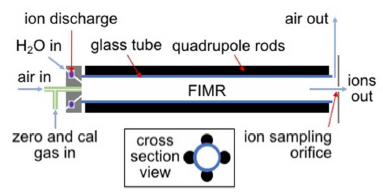 ion discharge
air out
H₂O in
glass tube
quadrupole rods
air in
FIMR
ions
out
zero and cal
gas in
cross
section
view
ion sampling
orifice